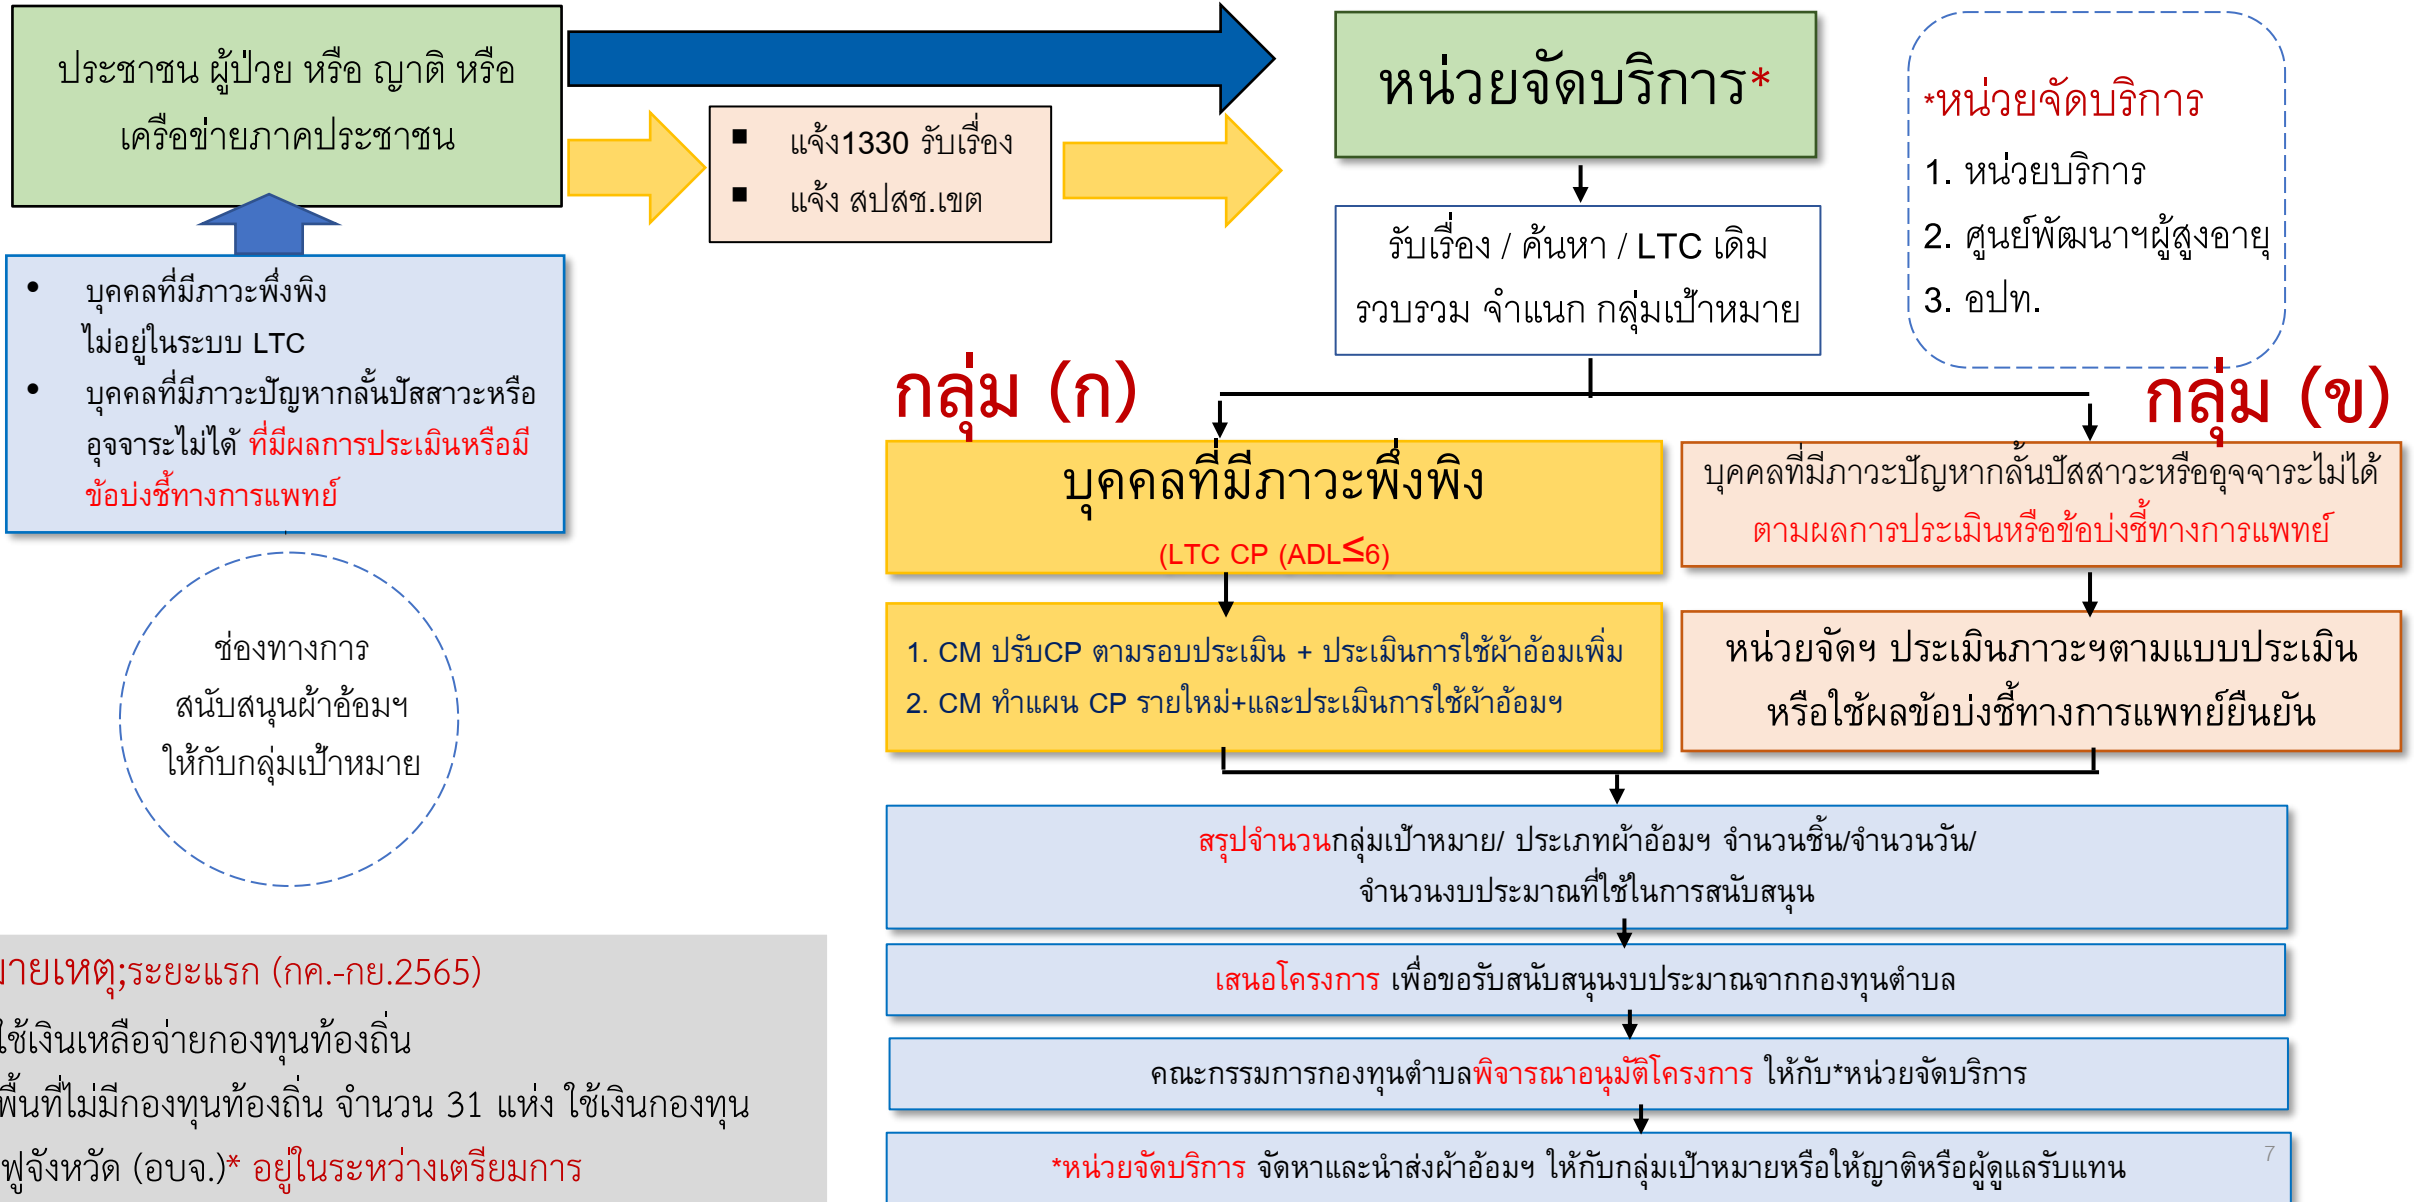 ประชาชน ผู้ป่วย หรือ ญาติ หรือ
เครือข่ายภาคประชาชน
▪ แจ้ง1330 รับเรื่อง
▪ แจ้ง สปสช.เขต
หน่วยจัดบริการ*
*หน่วยจัดบริการ
1. หน่วยบริการ
2. ศูนย์พัฒนาฯผู้สูงอายุ
3. อปท.
รับเรื่อง / ค้นหา / LTC เดิม
รวบรวม จำแนก กลุ่มเป้าหมาย
• บุคคลที่มีภาวะพึ่งพิง
ไม่อยู่ในระบบ LTC
• บุคคลที่มีภาวะปัญหากลั้นปัสสาวะหรือ
อุจจาระไม่ได้ ที่มีผลการประเมินหรือมี
ข้อบ่งชี้ทางการแพทย์
ช่องทางการ
สนับสนุนผ้าอ้อมฯ
ให้กับกลุ่มเป้าหมาย
กลุ่ม (ก)
บุคคลที่มีภาวะพึ่งพิง
(LTC CP (ADL≤6)
1. CM ปรับCP ตามรอบประเมิน + ประเมินการใช้ผ้าอ้อมเพิ่ม
2. CM ทำแผน CP รายใหม่+และประเมินการใช้ผ้าอ้อมฯ
กลุ่ม (ข)
บุคคลที่มีภาวะปัญหากลั้นปัสสาวะหรืออุจจาระไม่ได้
ตามผลการประเมินหรือข้อบ่งชี้ทางการแพทย์
หน่วยจัดฯ ประเมินภาวะฯตามแบบประเมิน
หรือใช้ผลข้อบ่งชี้ทางการแพทย์ยืนยัน
สรุปจำนวนกลุ่มเป้าหมาย/ ประเภทผ้าอ้อมฯ จำนวนชิ้น/จำนวนวัน/
จำนวนงบประมาณที่ใช้ในการสนับสนุน
เสนอโครงการ เพื่อขอรับสนับสนุนงบประมาณจากกองทุนตำบล
คณะกรรมการกองทุนตำบลพิจารณาอนุมัติโครงการ ให้กับ*หน่วยจัดบริการ
*หน่วยจัดบริการ จัดหาและนำส่งผ้าอ้อมฯ ให้กับกลุ่มเป้าหมายหรือให้ญาติหรือผู้ดูแลรับแทน
7
มายเหตุ;ระยะแรก (กค.-กย.2565)
ใช้เงินเหลือจ่ายกองทุนท้องถิ่น
พื้นที่ไม่มีกองทุนท้องถิ่น จำนวน 31 แห่ง ใช้เงินกองทุน
ฟูจังหวัด (อบจ.)* อยู่ในระหว่างเตรียมการ